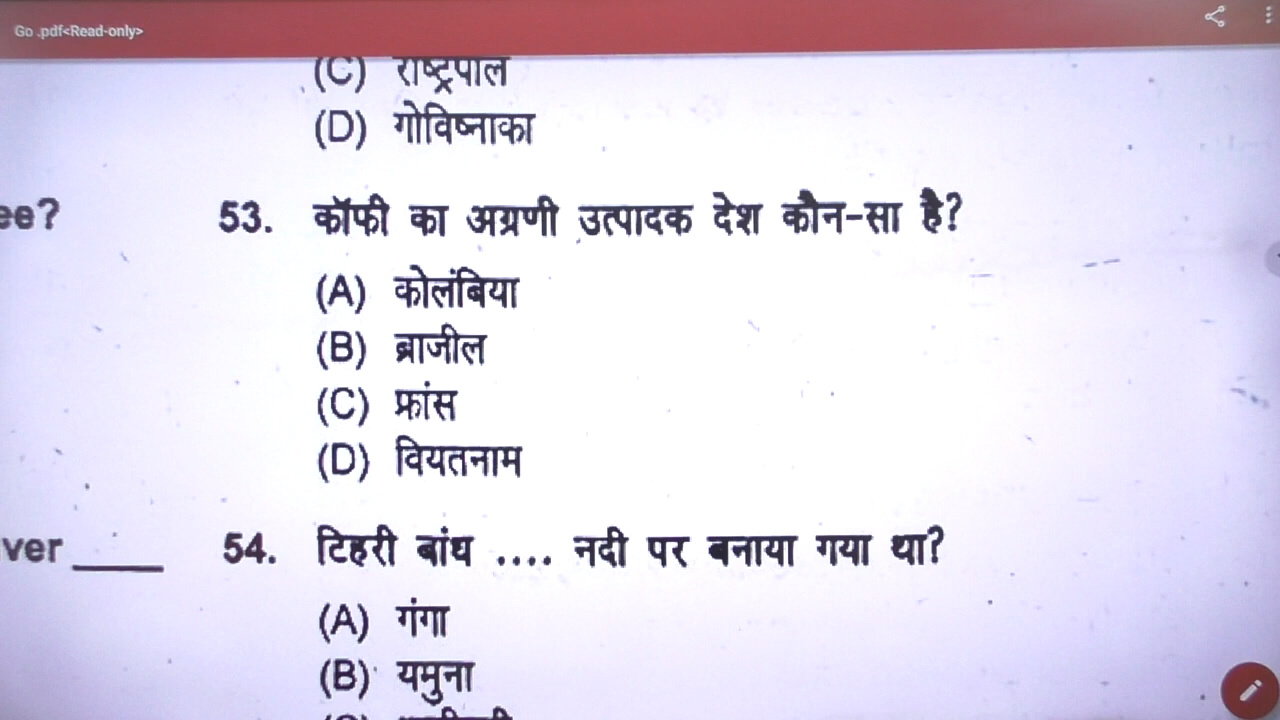 Go .pdf<Read-only>
(C) राष्ट्रपाल
(D) गोविष्नाका
ee?
53. कॉफी का अग्रणी उत्पादक देश कौन-सा है?
(A) कोलंबिया
(B) ब्राजील
(C) फ्रांस
(D) वियतनाम
ver ____
54. टिहरी बांध .... नदी पर बनाया गया था?
(A) गंगा
(B) यमुना